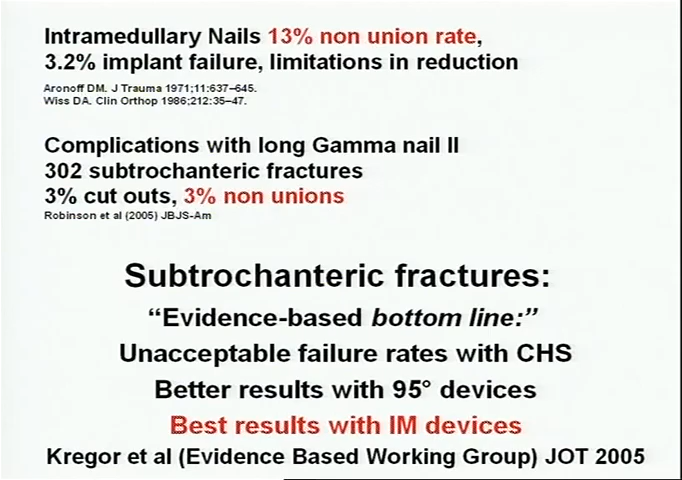 Intramedullary Nails 13% non union rate,
3.2% implant failure, limitations in reduction
Aronoff DM. J Trauma 1971;11:637–645.
Wiss DA. Clin Orthop 1986;212:35–47.
Complications with long Gamma nail II
302 subtrochanteric fractures
3% cut outs, 3% non unions
Robinson et al (2005) JBJS-Am
Subtrochanteric fractures:
“Evidence-based bottom line:”
Unacceptable failure rates with CHS
Better results with 95° devices
Best results with IM devices
Kregor et al (Evidence Based Working Group) JOT 2005